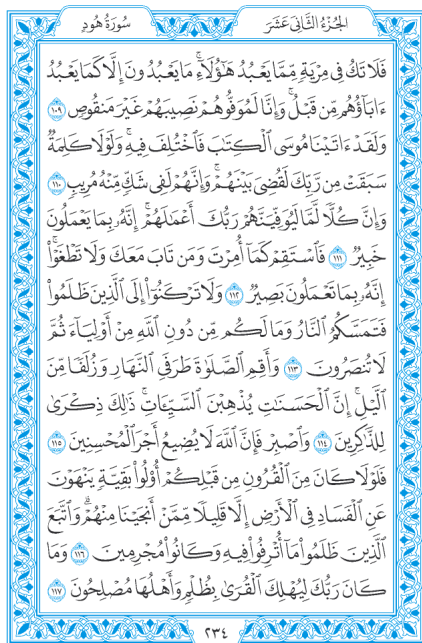 الجُزْءُ الثَّانِي عَشَرَ
سُورَةُ هُودٍ
فَلَا تَكُ فِي مِرْيَةٍ مِّمَّا يَعْبُدُ هَٰٓؤُلَآءِۚ مَا يَعْبُدُونَ إِلَّا كَمَا يَعْبُدُ
ءَابَآؤُهُم مِّن قَبْلُۚ وَإِنَّا لَمُوَفُّوهُمْ نَصِيبَهُمْ غَيْرَ مَنقُوصٖ ١٠٩
وَلَقَدْ ءَاتَيْنَا مُوسَى ٱلْكِتَٰبَ فَٱخْتُلِفَ فِيهِۚ وَلَوْلَا كَلِمَةٌ
سَبَقَتْ مِن رَّبِّكَ لَقُضِيَ بَيْنَهُمْۚ وَإِنَّهُمْ لَفِي شَكٍّ مِّنْهُ مُرِيبٍ ١١٠
وَإِنَّ كُلًّا لَّمَّا لَيُوَفِّيَنَّهُمْ رَبُّكَ أَعْمَٰلَهُمْۚ إِنَّهُۥ بِمَا يَعْمَلُونَ
خَبِيرٌ ١١١ فَٱسْتَقِمْ كَمَآ أُمِرْتَ وَمَن تَابَ مَعَكَ وَلَا تَطْغَوْاْۚ
إِنَّهُۥ بِمَا تَعْمَلُونَ بَصِيرٌ ١١٢ وَلَا تَرْكَنُوٓاْ إِلَى ٱلَّذِينَ ظَلَمُواْ
فَتَمَسَّكُمُ ٱلنَّارُ وَمَا لَكُم مِّن دُونِ ٱللَّهِ مِنْ أَوْلِيَآءَ ثُمَّ
لَا تُنصَرُونَ ١١٣ وَأَقِمِ ٱلصَّلَوٰةَ طَرَفَيِ ٱلنَّهَارِ وَزُلَفًا مِّنَ
ٱلَّيْلِۚ إِنَّ ٱلْحَسَنَٰتِ يُذْهِبْنَ ٱلسَّيِّـَٔاتِۚ ذَٰلِكَ ذِكْرَىٰ
لِلذَّٰكِرِينَ ١١٤ وَٱصْبِرْ فَإِنَّ ٱللَّهَ لَا يُضِيعُ أَجْرَ ٱلْمُحْسِنِينَ ١١٥
فَلَوْلَا كَانَ مِنَ ٱلْقُرُونِ مِن قَبْلِكُمْ أُوْلُواْ بَقِيَّةٍ يَنْهَوْنَ
عَنِ ٱلْفَسَادِ فِي ٱلْأَرْضِ إِلَّا قَلِيلًا مِّمَّنْ أَنجَيْنَا مِنْهُمْۗ وَٱتَّبَعَ
ٱلَّذِينَ ظَلَمُواْ مَآ أُتْرِفُواْ فِيهِ وَكَانُواْ مُجْرِمِينَ ١١٦ وَمَا
كَانَ رَبُّكَ لِيُهْلِكَ ٱلْقُرَىٰ بِظُلْمٍ وَأَهْلُهَا مُصْلِحُونَ ١١٧
٢٣٤